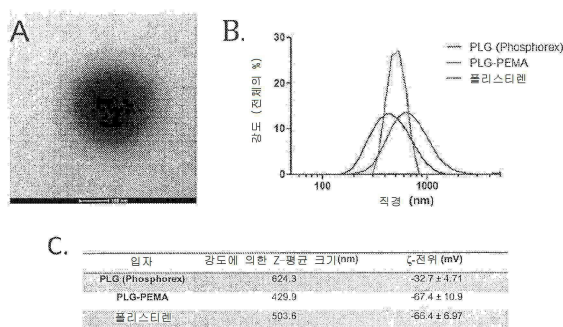 A
B.
30
20
10
0
강도 (전체의 %)
100
1000
직경 (nm)
PLG (Phosphorex)
PLG-PEMA
폴리스티렌
C.
입자 강도에 의한 Z-평균 크기(nm) ζ-전위 (mV)
PLG (Phosphorex) 624.3 -32.7 ± 4.71
PLG-PEMA 429.9 -67.4 ± 10.9
폴리스티렌 503.6 -66.4 ± 6.97